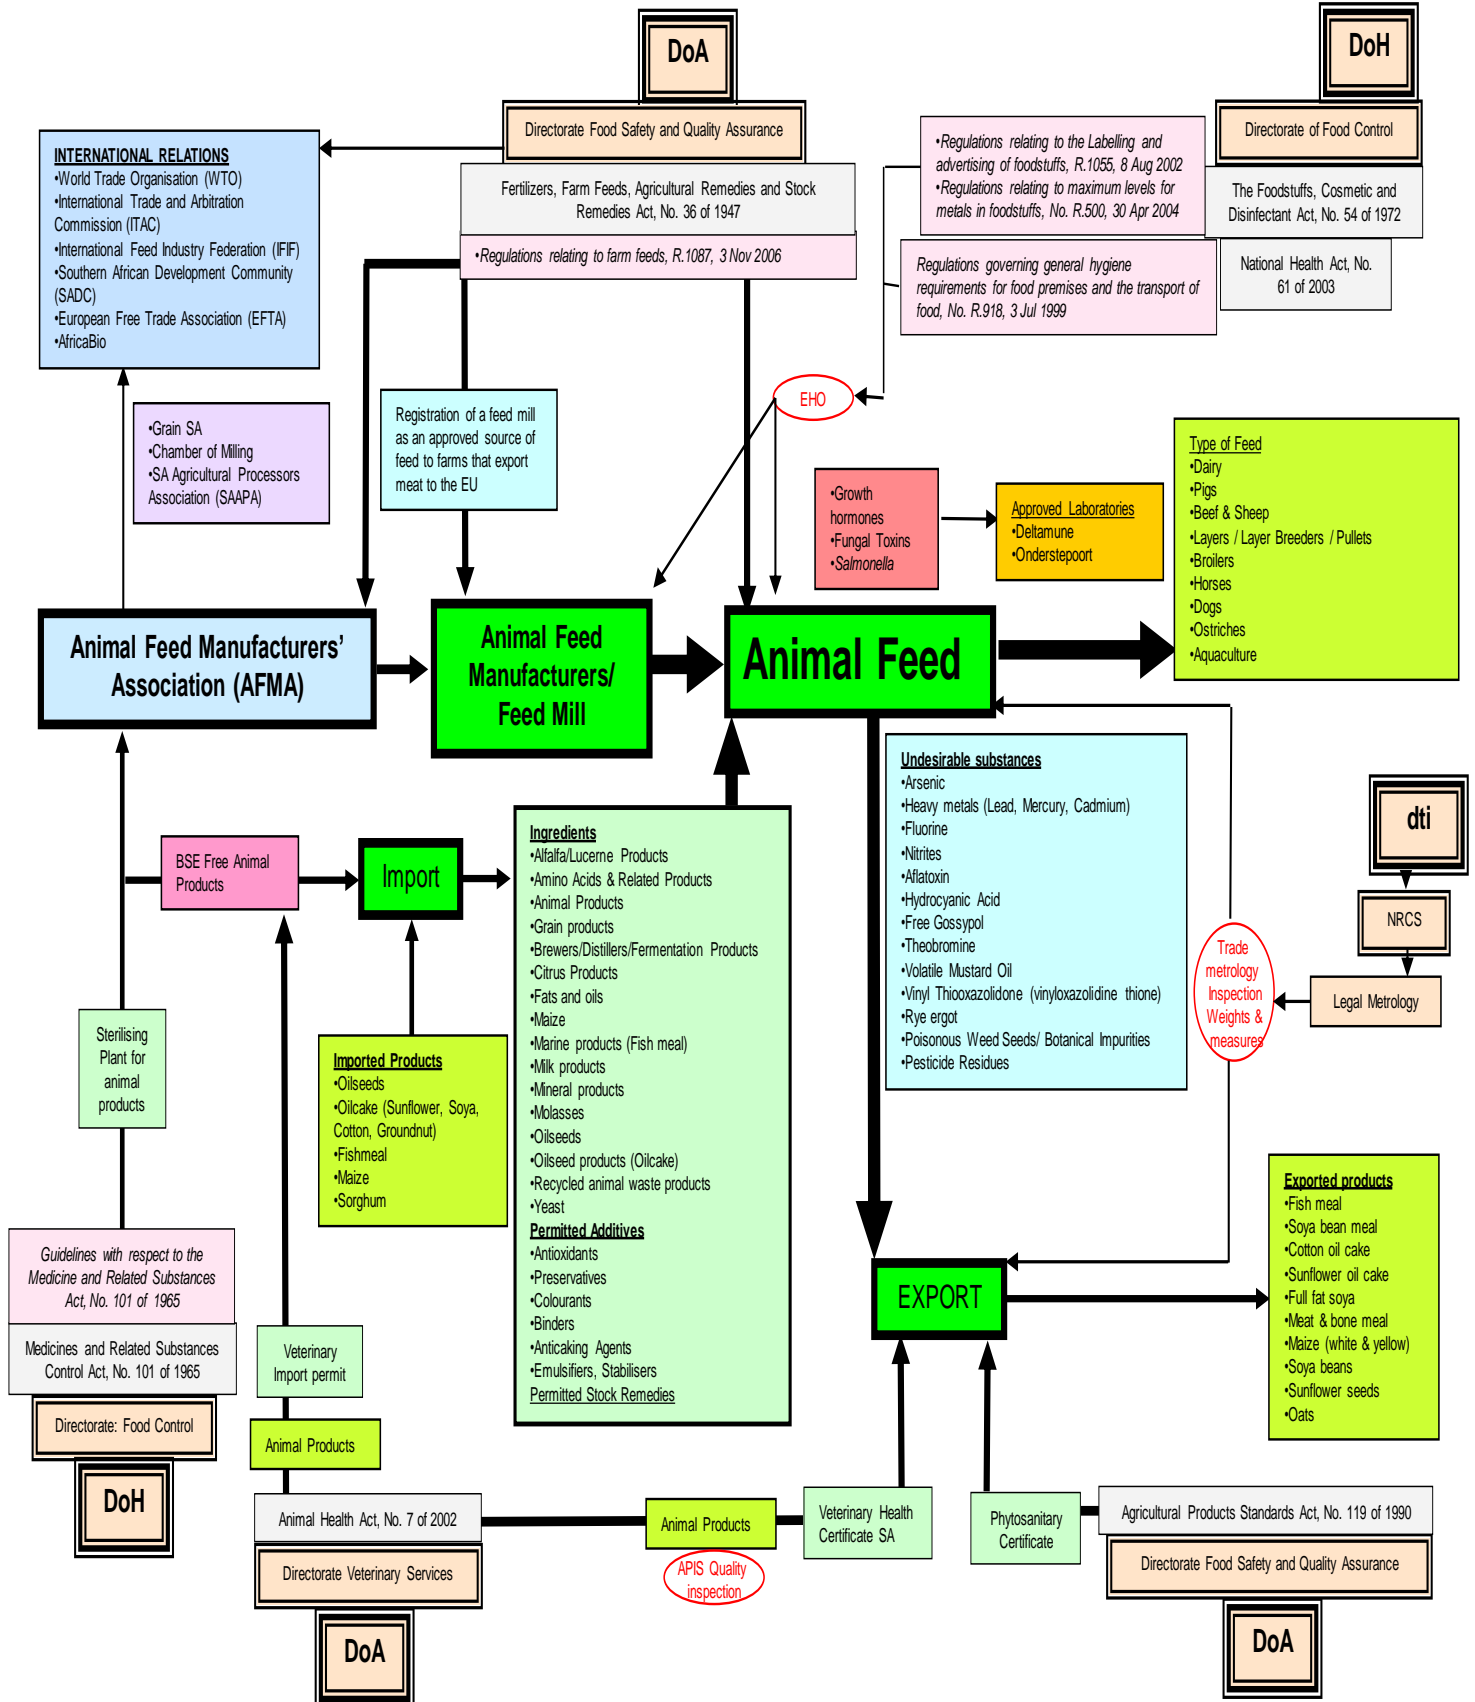 DoA
Directorate Food Safety and Quality Assurance
Fertilizers, Farm Feeds, Agricultural Remedies and Stock
Remedies Act, No. 36 of 1947
•Regulations relating to farm feeds, R.1087, 3 Nov 2006
DoH
Directorate of Food Control
The Foodstuffs, Cosmetic and
Disinfectant Act, No. 54 of 1972
National Health Act, No.
61 of 2003
•Regulations relating to the Labelling and
advertising of foodstuffs, R.1055, 8 Aug 2002
•Regulations relating to maximum levels for
metals in foodstuffs, No. R.500, 30 Apr 2004
Regulations governing general hygiene
requirements for food premises and the transport of
food, No. R.918, 3 Jul 1999
INTERNATIONAL RELATIONS
•World Trade Organisation (WTO)
•International Trade and Arbitration
Commission (ITAC)
•International Feed Industry Federation (IFIF)
•Southern African Development Community
(SADC)
•European Free Trade Association (EFTA)
•AfricaBio
•Grain SA
•Chamber of Milling
•SA Agricultural Processors
Association (SAAPA)
Registration of a feed mill
as an approved source of
feed to farms that export
meat to the EU
EHO
•Growth
hormones
•Fungal Toxins
•Salmonella
Approved Laboratories
•Deltamune
•Onderstepoort
Type of Feed
•Dairy
•Pigs
•Beef & Sheep
•Layers / Layer Breeders / Pullets
•Broilers
•Horses
•Dogs
•Ostriches
•Aquaculture
Animal Feed Manufacturers’
Association (AFMA)
Animal Feed
Manufacturers/
Feed Mill
Animal Feed
Undesirable substances
•Arsenic
•Heavy metals (Lead, Mercury, Cadmium)
•Fluorine
•Nitrites
•Aflatoxin
•Hydrocyanic Acid
•Free Gossypol
•Theobromine
•Volatile Mustard Oil
•Vinyl Thiooxazolidone (vinyloxazolidine thione)
•Rye ergot
•Poisonous Weed Seeds/ Botanical Impurities
•Pesticide Residues
dti
NRCS
Legal Metrology
Trade
metrology
Inspection
Weights &
measures
BSE Free Animal
Products
Import
Imported Products
•Oilseeds
•Oilcake (Sunflower, Soya,
Cotton, Groundnut)
•Fishmeal
•Maize
•Sorghum
Ingredients
•Alfalfa/Lucerne Products
•Amino Acids & Related Products
•Animal Products
•Grain products
•Brewers/Distillers/Fermentation Products
•Citrus Products
•Fats and oils
•Maize
•Marine products (Fish meal)
•Milk products
•Mineral products
•Molasses
•Oilseeds
•Oilseed products (Oilcake)
•Recycled animal waste products
•Yeast
Permitted Additives
•Antioxidants
•Preservatives
•Colourants
•Binders
•Anticaking Agents
•Emulsifiers, Stabilisers
Permitted Stock Remedies
Sterilising
Plant for
animal
products
Guidelines with respect to the
Medicine and Related Substances
Act, No. 101 of 1965
Medicines and Related Substances
Control Act, No. 101 of 1965
Directorate: Food Control
DoH
Veterinary
Import permit
Animal Products
Animal Health Act, No. 7 of 2002
Directorate Veterinary Services
DoA
Animal Products
APIS Quality
inspection
Veterinary Health
Certificate SA
EXPORT
Exported products
•Fish meal
•Soya bean meal
•Cotton oil cake
•Sunflower oil cake
•Full fat soya
•Meat & bone meal
•Maize (white & yellow)
•Soya beans
•Sunflower seeds
•Oats
Phytosanitary
Certificate
Agricultural Products Standards Act, No. 119 of 1990
Directorate Food Safety and Quality Assurance
DoA